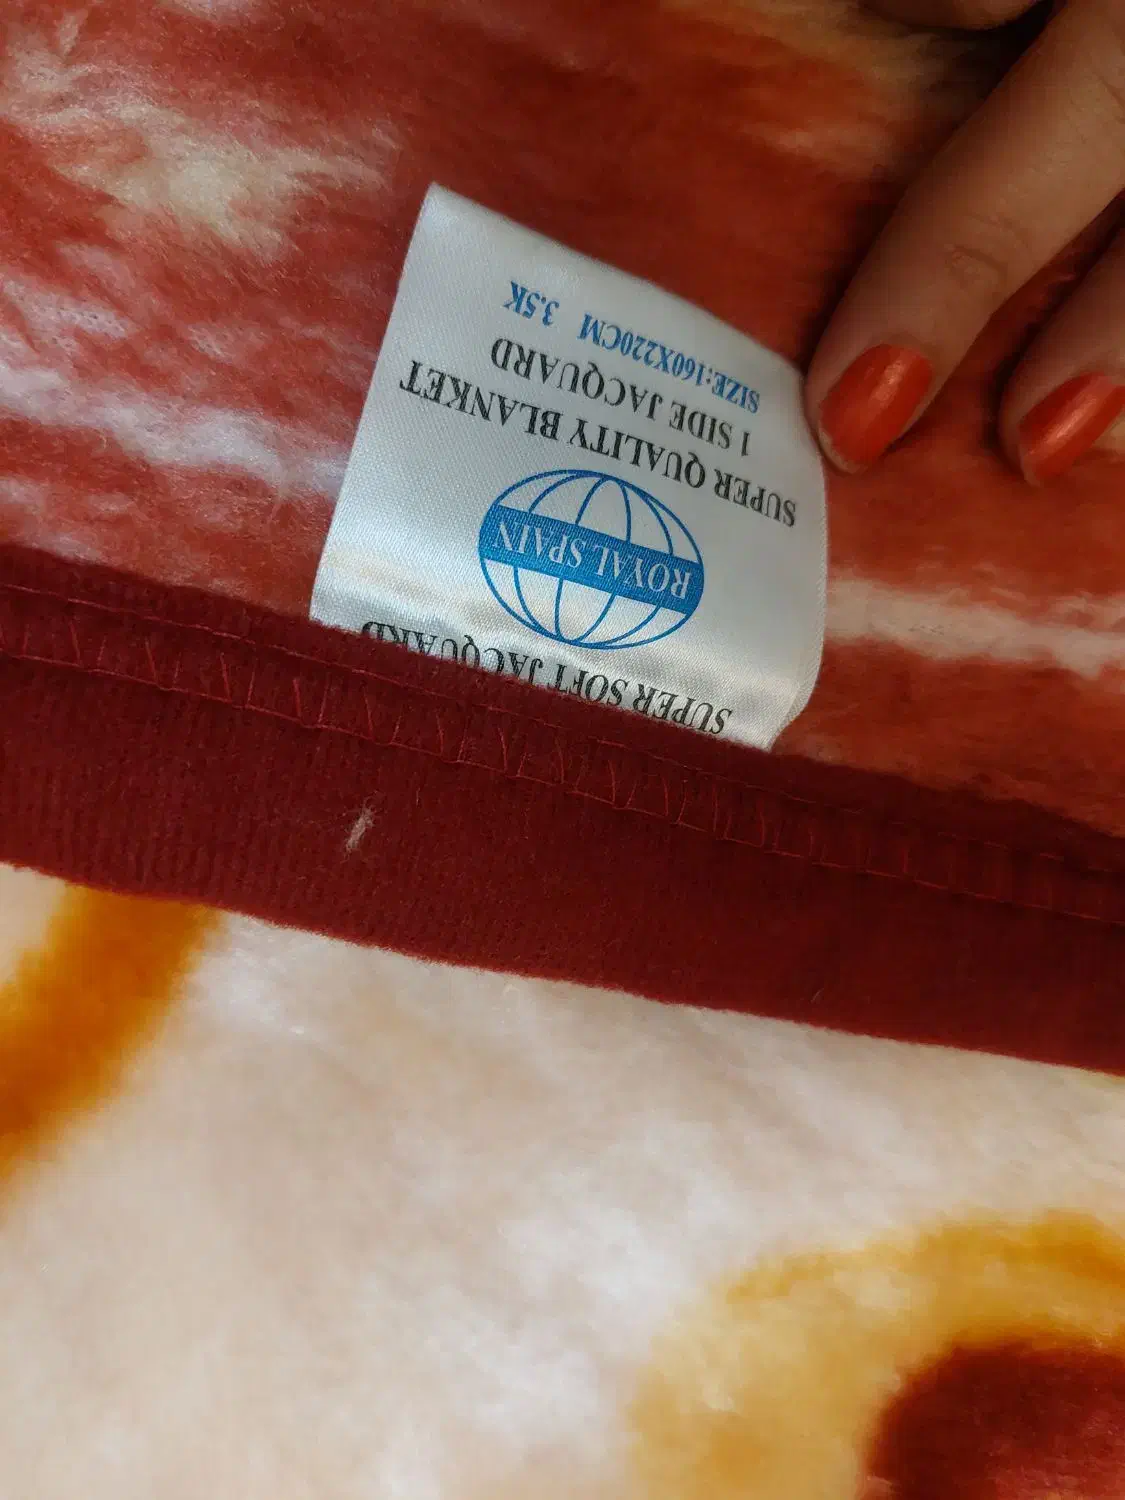 SUPER SOFT JACQUARD
ROYAL SPAIN
SUPER QUALITY BLANKET
1 SIDE JACQUARD
SIZE:160X220CM 3.5K